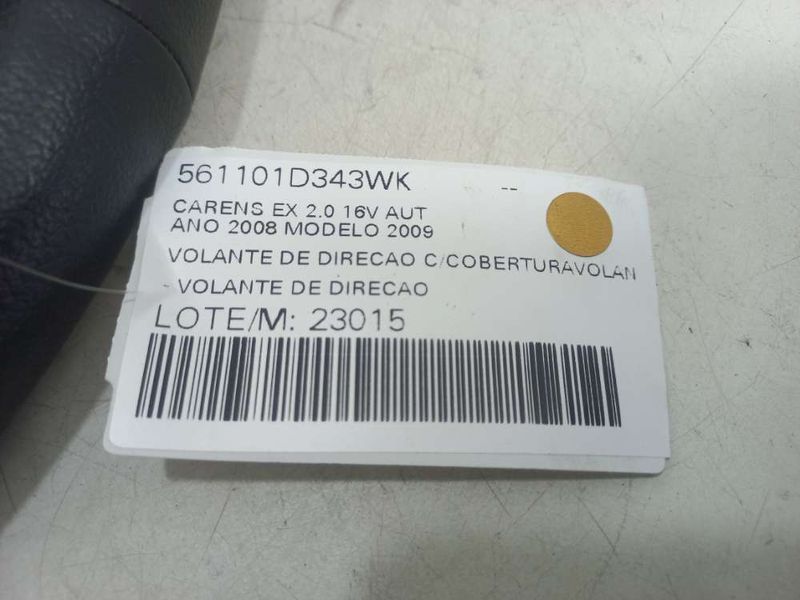 561101D343WK --
CARENS EX 2.0 16V AUT
ANO 2008 MODELO 2009
VOLANTE DE DIRECAO C/COBERTURAVOLAN
- VOLANTE DE DIRECAO
LOTE/M: 23015